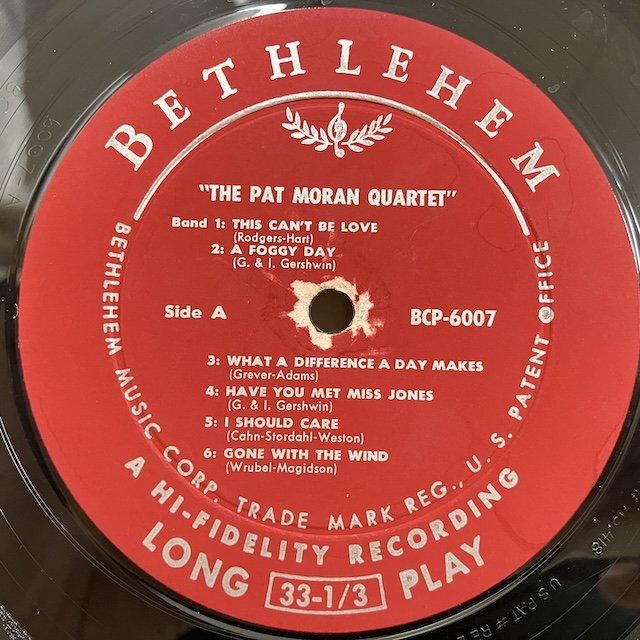 BETHLEHEM
"THE PAT MORAN QUARTET"
Band 1: THIS CAN'T BE LOVE
(Rodgers-Hart)
2: A FOGGY DAY
(G. & I. Gershwin)
Side A
BCP-6007
3: WHAT A DIFFERENCE A DAY MAKES
(Grever-Adams)
4: HAVE YOU MET MISS JONES
(G. & I. Gershwin)
5: I SHOULD CARE
(Cahn-Stordahl-Weston)
6: GONE WITH THE WIND
(Wrubel-Magidson)
BETHLEHEM MUSIC CORP. TRADE MARK REG., U. S. PATENT OFFICE
A HI-FIDELITY RECORDING
LONG 33-1/3 PLAY
U S PAT # RE